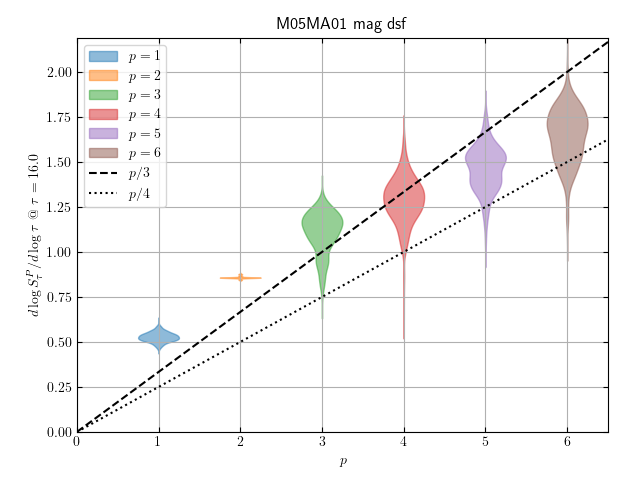 M05MA01 mag dsf
d log S_τ^P / d log τ @ τ = 16.0
2.00
1.75
1.50
1.25
1.00
0.75
0.50
0.25
0.00
p = 1
p = 2
p = 3
p = 4
p = 5
p = 6
p/3
p/4
0 1 2 3 4 5 6
p